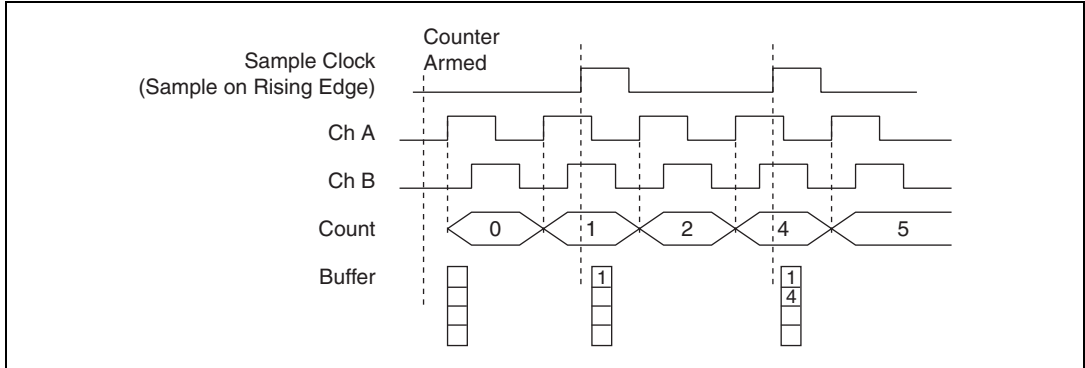 Counter
Armed
Sample Clock
(Sample on Rising Edge)
Ch A
Ch B
Count
0 1 2 4 5
Buffer
1 1
4